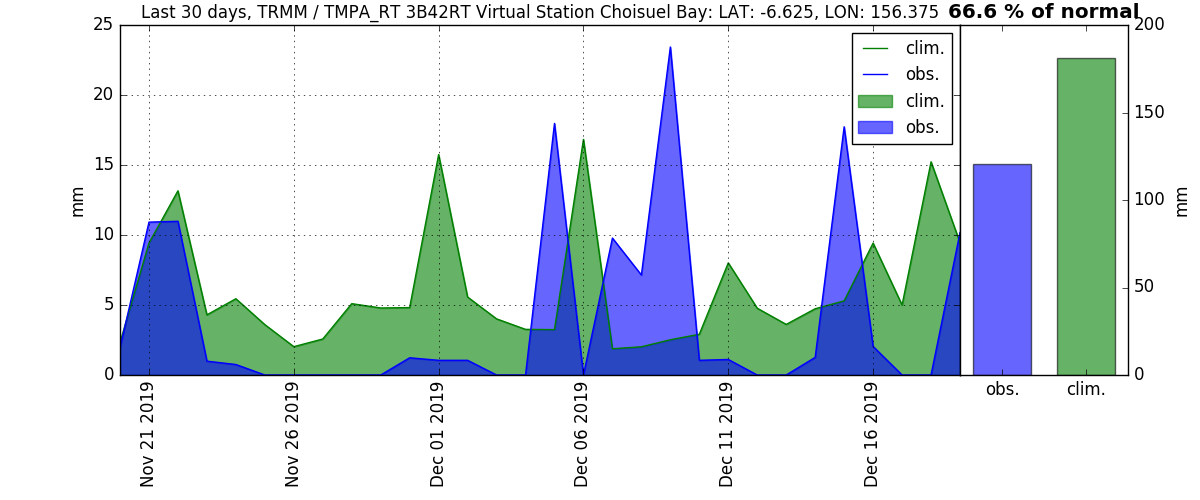 Last 30 days, TRMM / TMPA_RT 3B42RT Virtual Station Choisuel Bay: LAT: -6.625, LON: 156.375 66.6 % of normal
25
20
15
10
5
0
mm
clim.
obs.
clim.
obs.
200
150
100
50
0
mm
obs. clim.
Nov 21 2019
Nov 26 2019
Dec 01 2019
Dec 06 2019
Dec 11 2019
Dec 16 2019